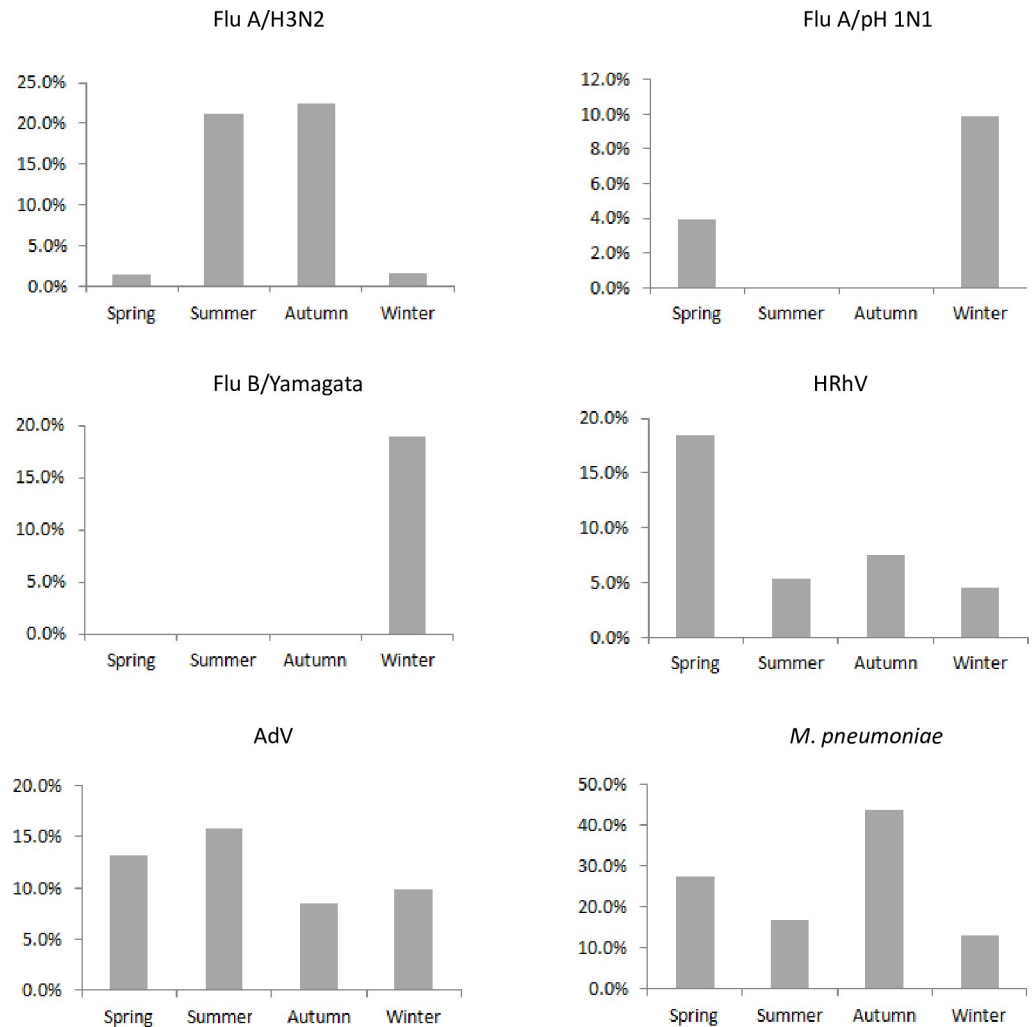 Flu A/H3N2
25.0%
20.0%
15.0%
10.0%
5.0%
0.0%
Spring Summer Autumn Winter
Flu A/pH 1N1
12.0%
10.0%
8.0%
6.0%
4.0%
2.0%
0.0%
Spring Summer Autumn Winter
Flu B/Yamagata
20.0%
15.0%
10.0%
5.0%
0.0%
Spring Summer Autumn Winter
HRhV
20.0%
15.0%
10.0%
5.0%
0.0%
Spring Summer Autumn Winter
AdV
20.0%
15.0%
10.0%
5.0%
0.0%
Spring Summer Autumn Winter
M. pneumoniae
50.0%
40.0%
30.0%
20.0%
10.0%
0.0%
Spring Summer Autumn Winter